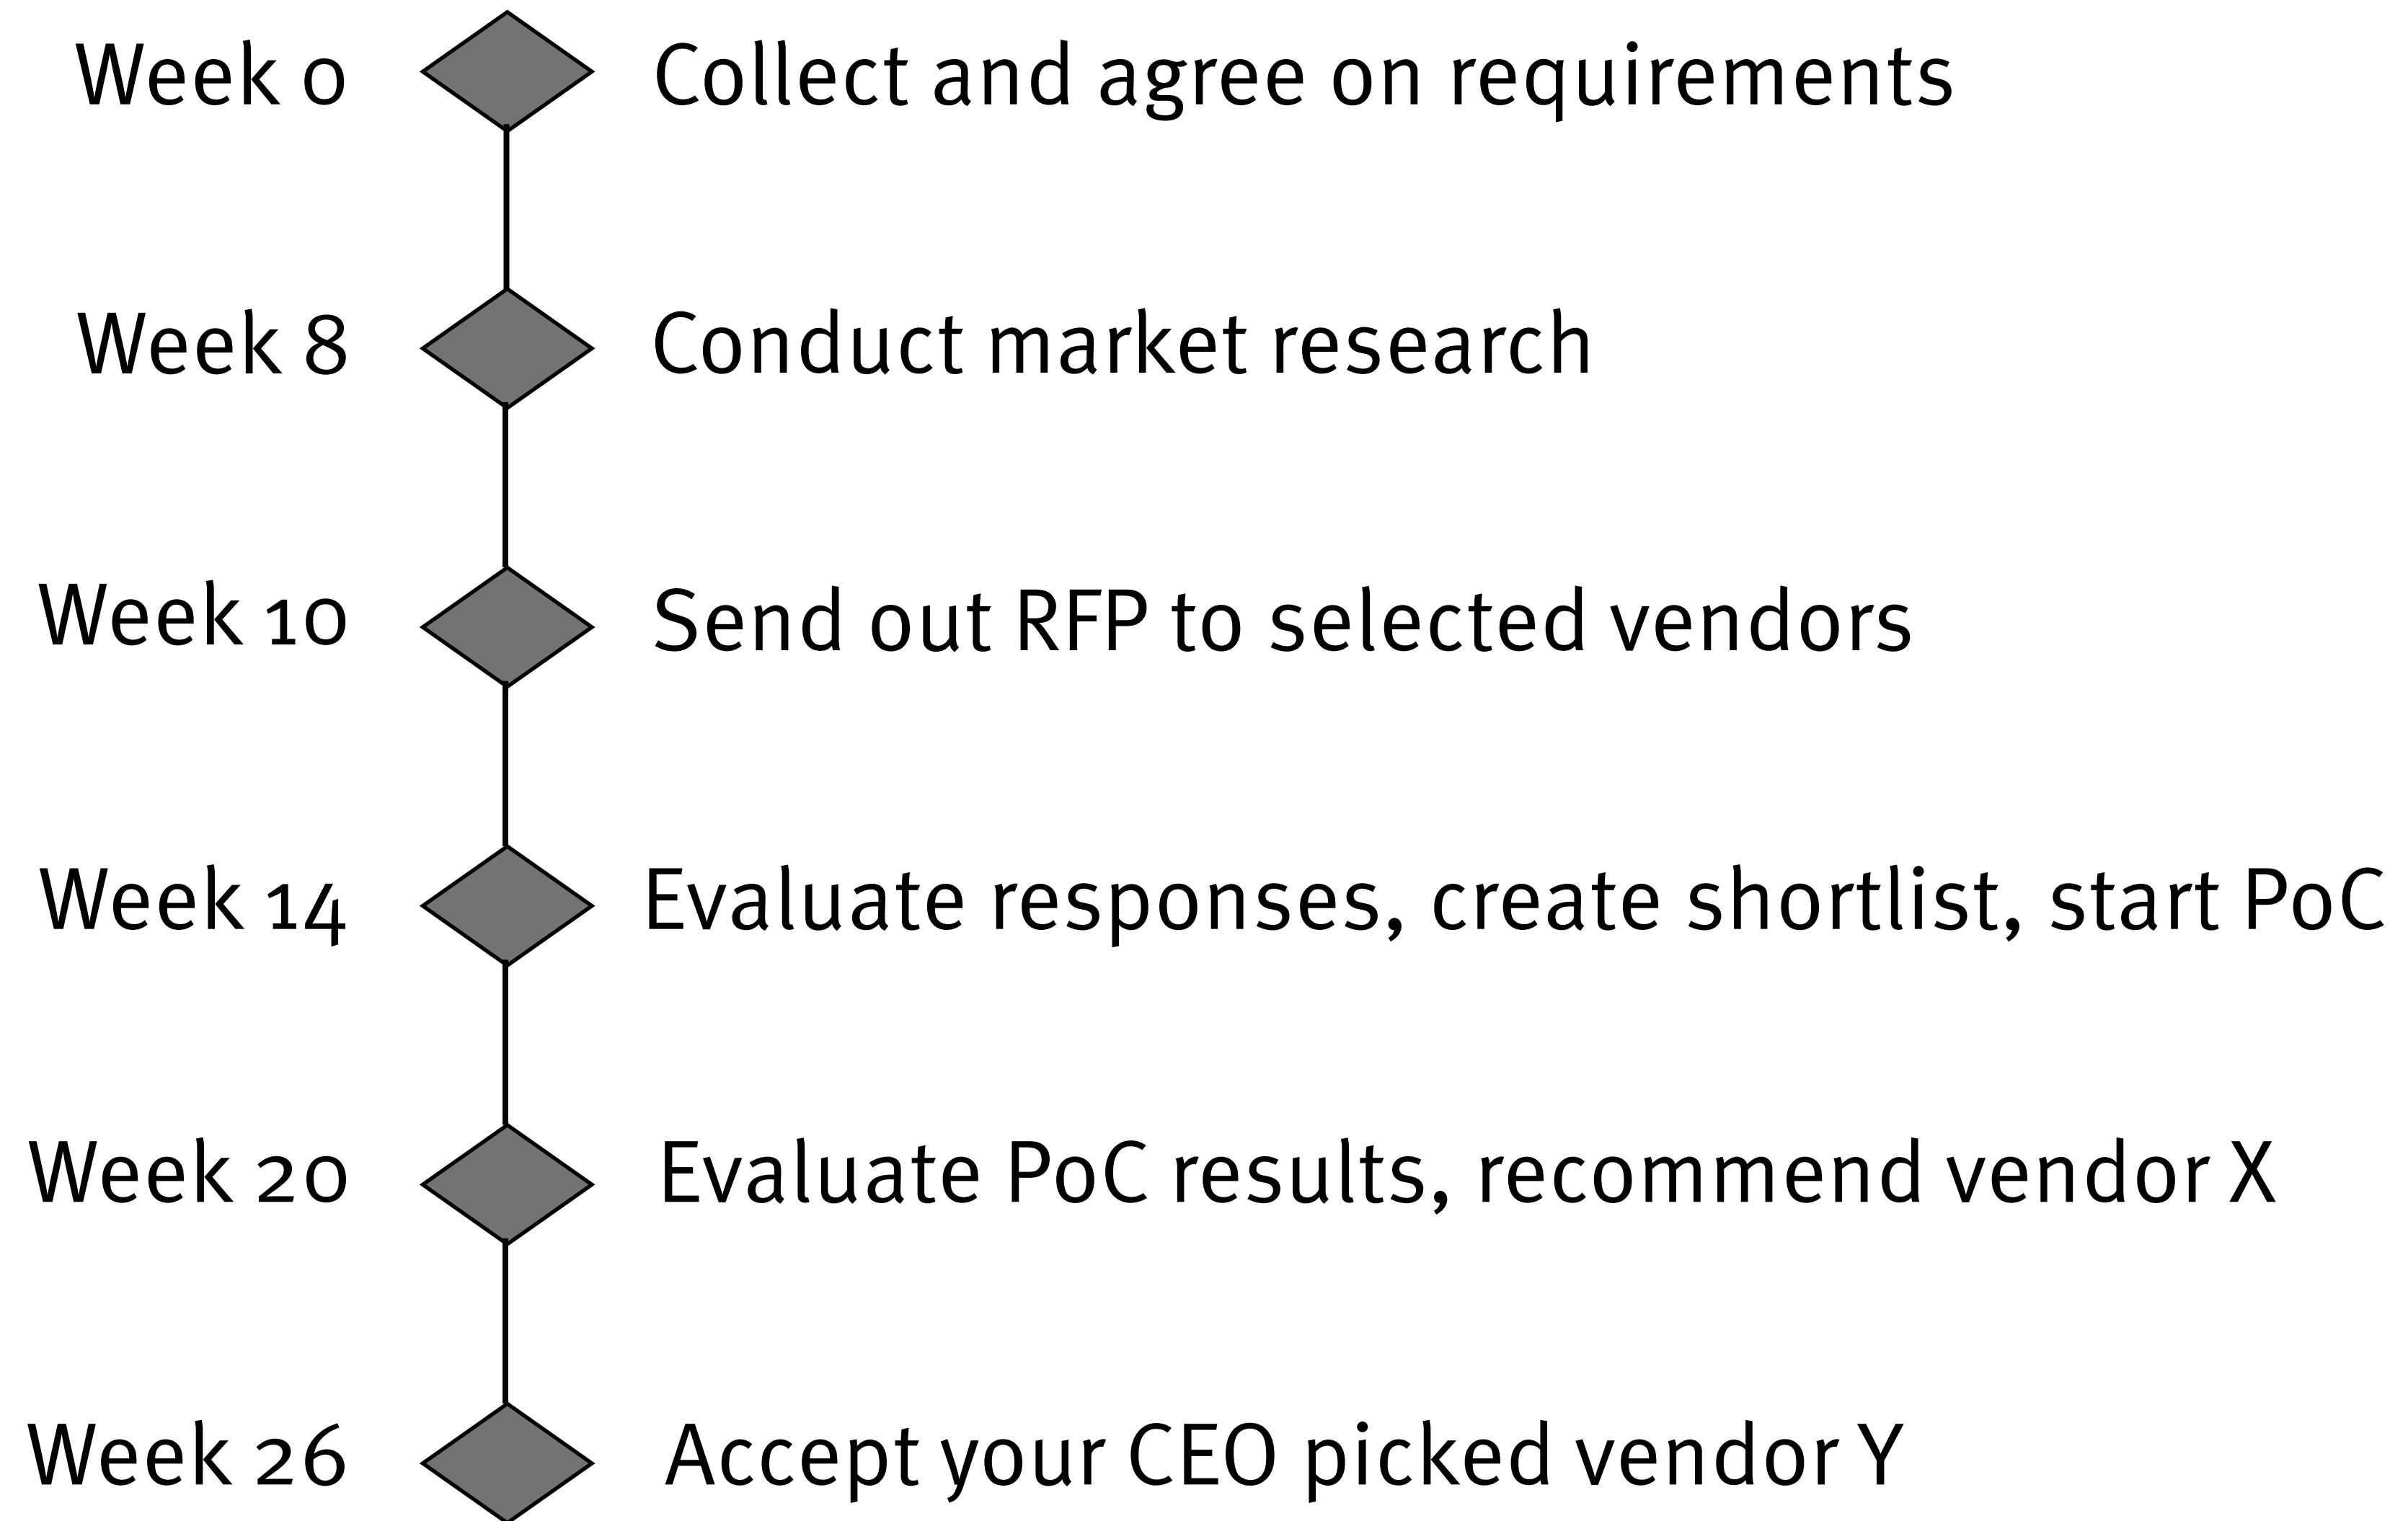 Week 0 Collect and agree on requirements
Week 8 Conduct market research
Week 10 Send out RFP to selected vendors
Week 14 Evaluate responses, create shortlist, start PoC
Week 20 Evaluate PoC results, recommend vendor X
Week 26 Accept your CEO picked vendor Y